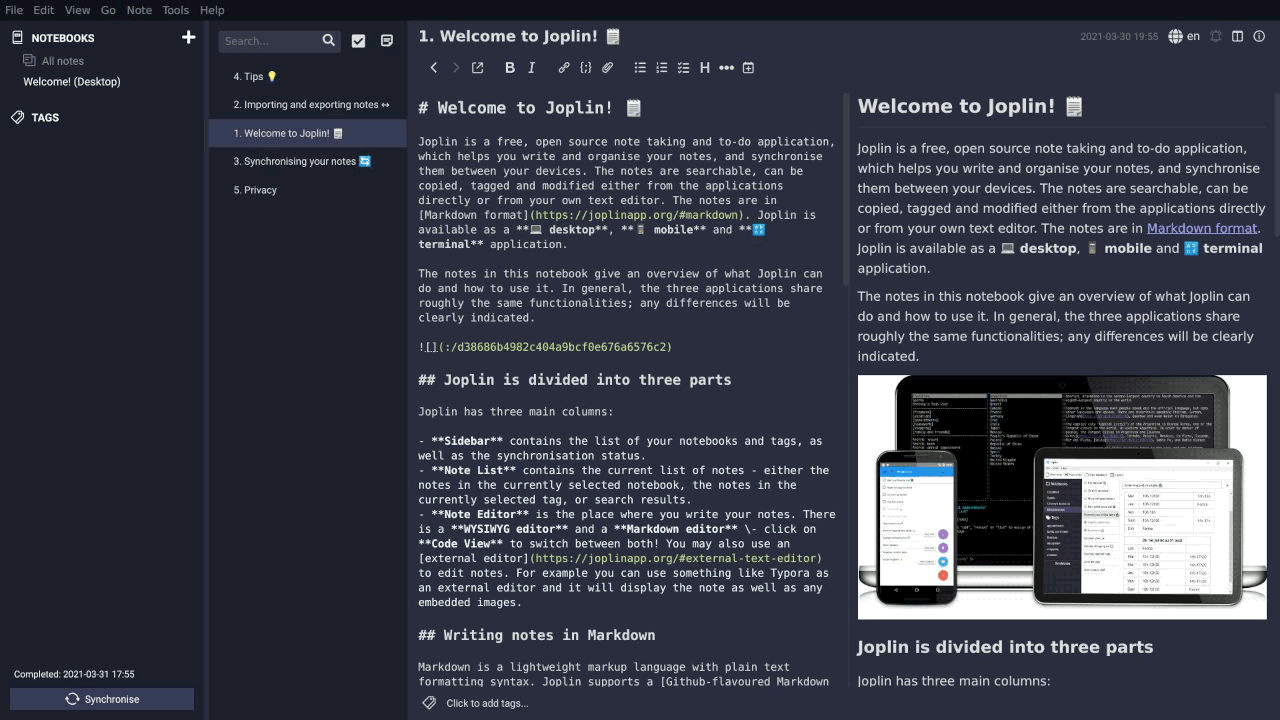 File Edit View Go Note Tools Help
NOTEBOOKS
All notes
Welcome! (Desktop)
TAGS
Completed: 2021-03-31 17:55
Synchronise
Search...
4. Tips 💡
2. Importing and exporting notes ↔
1. Welcome to Joplin! 🗒
3. Synchronising your notes 🔄
5. Privacy
1. Welcome to Joplin! 🗒
2021-03-30 19:55
en
B I H
# Welcome to Joplin! 🗒
Joplin is a free, open source note taking and to-do application,
which helps you write and organise your notes, and synchronise
them between your devices. The notes are searchable, can be
copied, tagged and modified either from the applications
directly or from your own text editor. The notes are in
[Markdown format](https://joplinapp.org/#markdown). Joplin is
available as a **💻 desktop**, **📱 mobile** and **🔢
terminal** application.
The notes in this notebook give an overview of what Joplin can
do and how to use it. In general, the three applications share
roughly the same functionalities; any differences will be
clearly indicated.
![](:/d38686b4982c404a9bcf0e676a6576c2)
## Joplin is divided into three parts
Joplin has three main columns:
contains the list of your notebooks and tags, as
synchronisation status.
**Note List** contains the current list of notes - either the
notes in the currently selected notebook, the notes in the
currently selected tag, or search results.
Editor** is the place where you write your notes. There
**WYSIWYG editor** and a **Markdown editor** \- click on
View** to switch between both! You may also use an
[external editor](https://joplinapp.org/#external-text-editor)
For example you can use something like Typora as
an external editor and it will display the note as well as any
embedded images.
## Writing notes in Markdown
Markdown is a lightweight markup language with plain text
formatting syntax. Joplin supports a [Github-flavoured Markdown
Click to add tags...
Welcome to Joplin! 🗒
Joplin is a free, open source note taking and to-do application,
which helps you write and organise your notes, and synchronise
them between your devices. The notes are searchable, can be
copied, tagged and modified either from the applications directly
or from your own text editor. The notes are in Markdown format.
Joplin is available as a 💻 desktop, 📱 mobile and 🔢 terminal
application.
The notes in this notebook give an overview of what Joplin can
do and how to use it. In general, the three applications share
roughly the same functionalities; any differences will be clearly
indicated.
Joplin is divided into three parts
Joplin has three main columns: